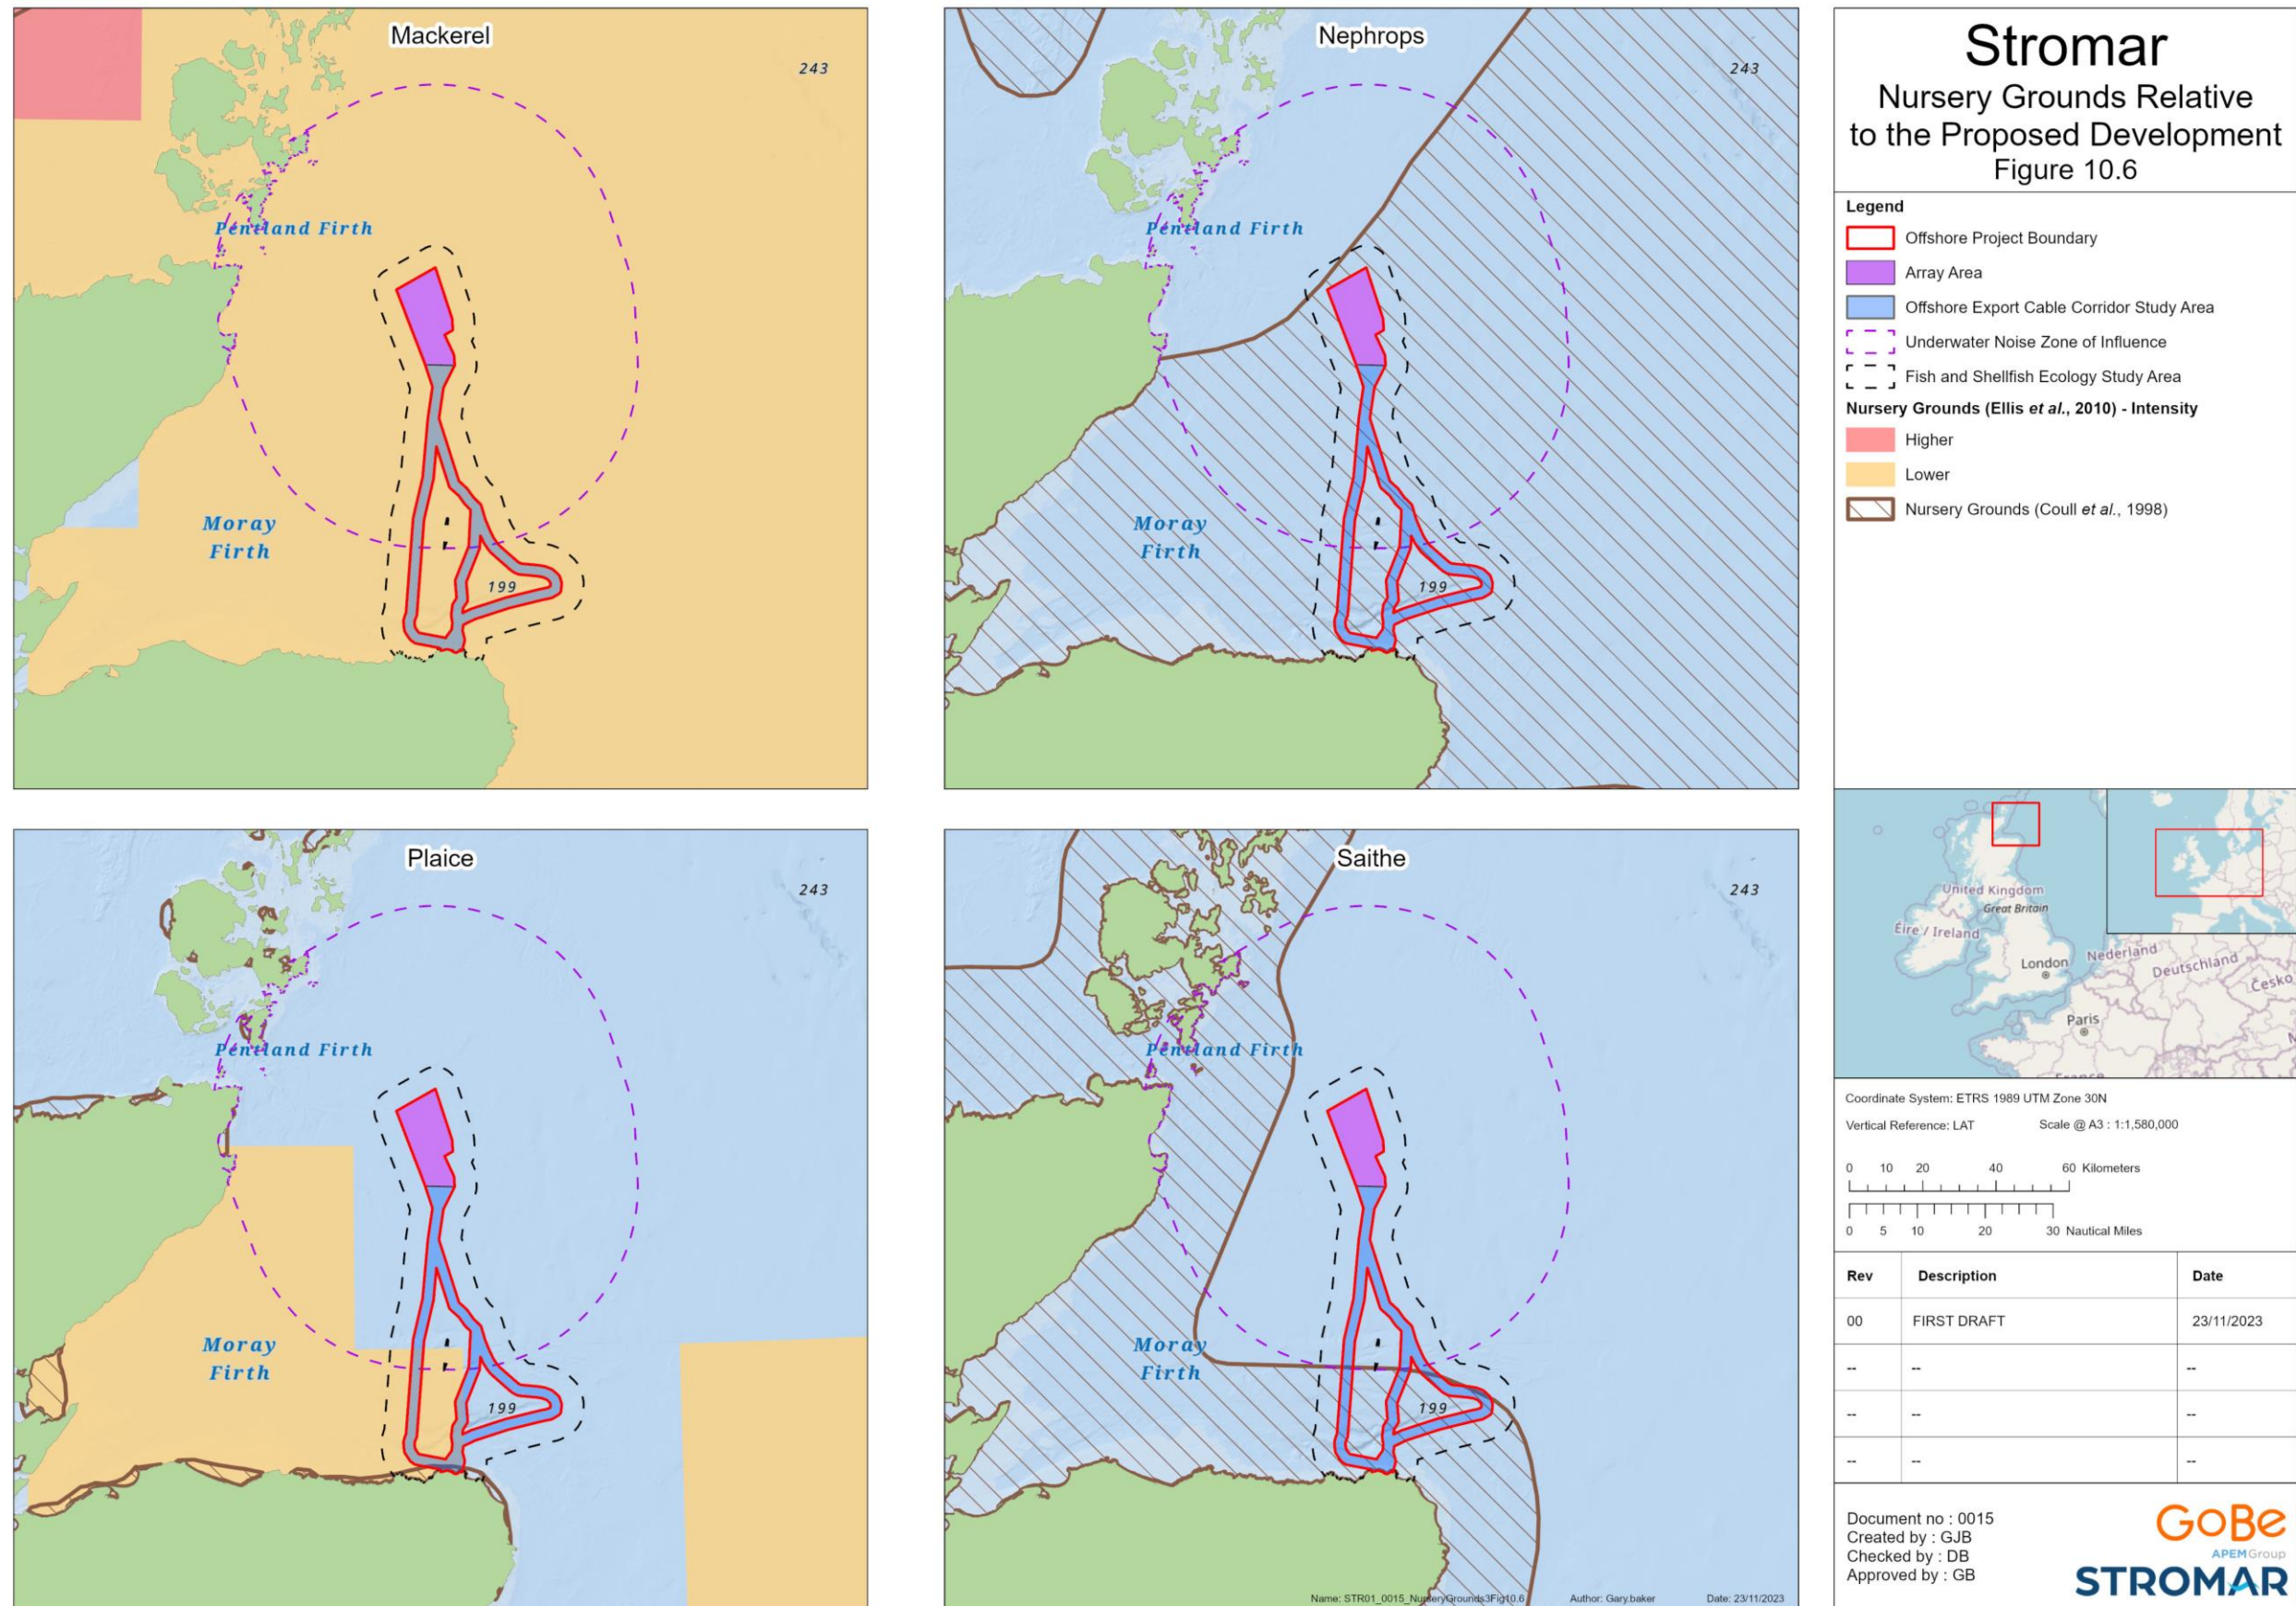 Mackerel
243
Pentland Firth
Moray
Firth
199
Nephrops
243
Pentland Firth
Moray
Firth
199
Plaice
243
Pentland Firth
Moray
Firth
199
Saithe
243
Pentland Firth
Moray
Firth
199
Name: STR01_0015_NurseryGrounds3Fig10.6 Author: Gary.baker Date: 23/11/2023
Stromar
Nursery Grounds Relative
to the Proposed Development
Figure 10.6
Legend
Offshore Project Boundary
Array Area
Offshore Export Cable Corridor Study Area
Underwater Noise Zone of Influence
Fish and Shellfish Ecology Study Area
Nursery Grounds (Ellis et al., 2010) - Intensity
Higher
Lower
Nursery Grounds (Coull et al., 1998)
United Kingdom
Great Britain
Éire / Ireland
London
Nederland
Deutschland
Česko
Paris
France
Coordinate System: ETRS 1989 UTM Zone 30N
Vertical Reference: LAT Scale @ A3 : 1:1,580,000
0 10 20 40 60 Kilometers
0 5 10 20 30 Nautical Miles
Rev Description Date
00 FIRST DRAFT 23/11/2023
-- -- --
-- -- --
-- -- --
Document no : 0015
Created by : GJB
Checked by : DB
Approved by : GB
GoBe
APEMGroup
STROMAR